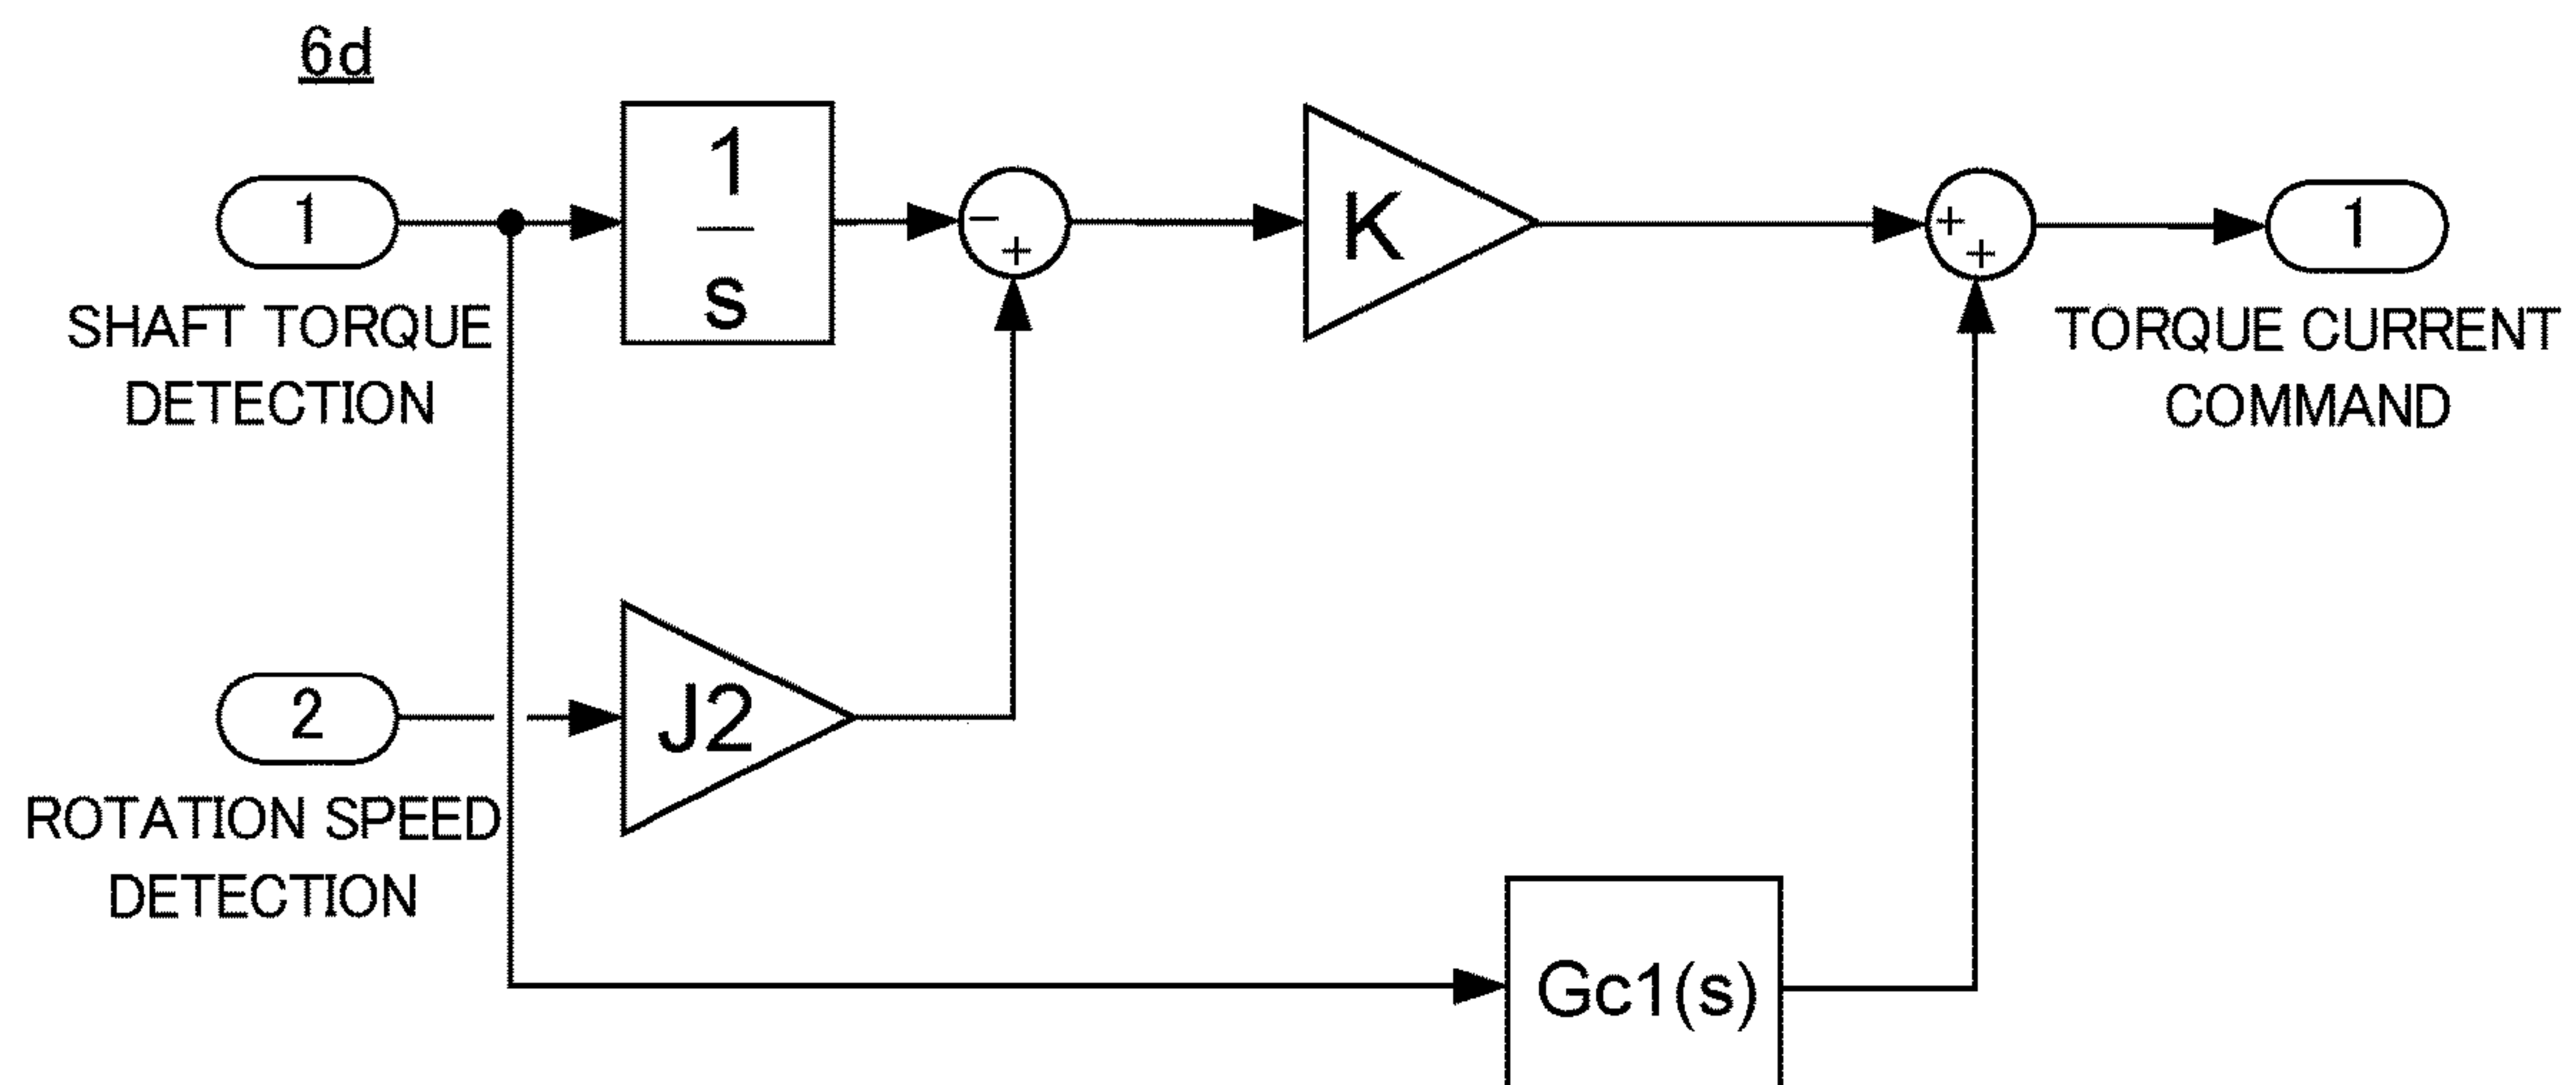 6d
1
SHAFT TORQUE
DETECTION
1
s
−
+
K
+
+
1
TORQUE CURRENT
COMMAND
2
ROTATION SPEED
DETECTION
J2
Gc1(s)